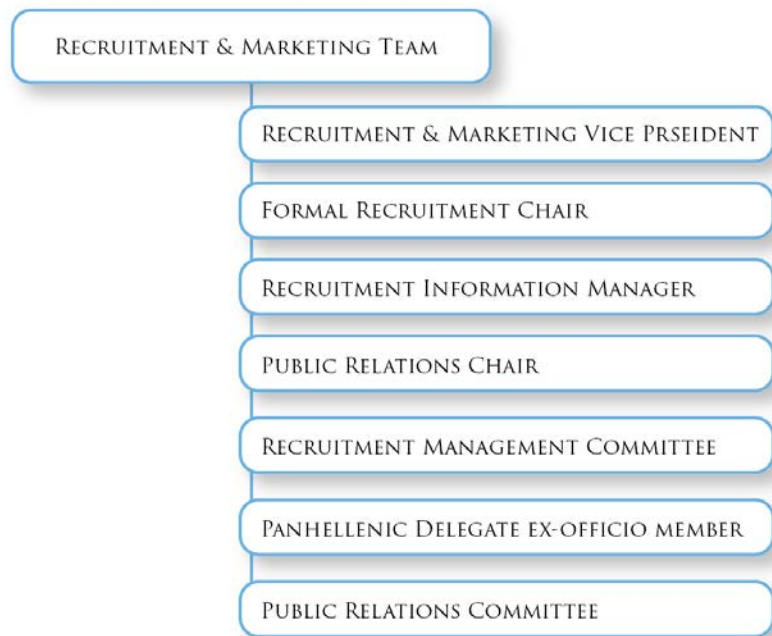 Recruitment & Marketing Team
Recruitment & Marketing Vice Prseident
Formal Recruitment Chair
Recruitment Information Manager
Public Relations Chair
Recruitment Management Committee
Panhellenic Delegate ex-officio member
Public Relations Committee